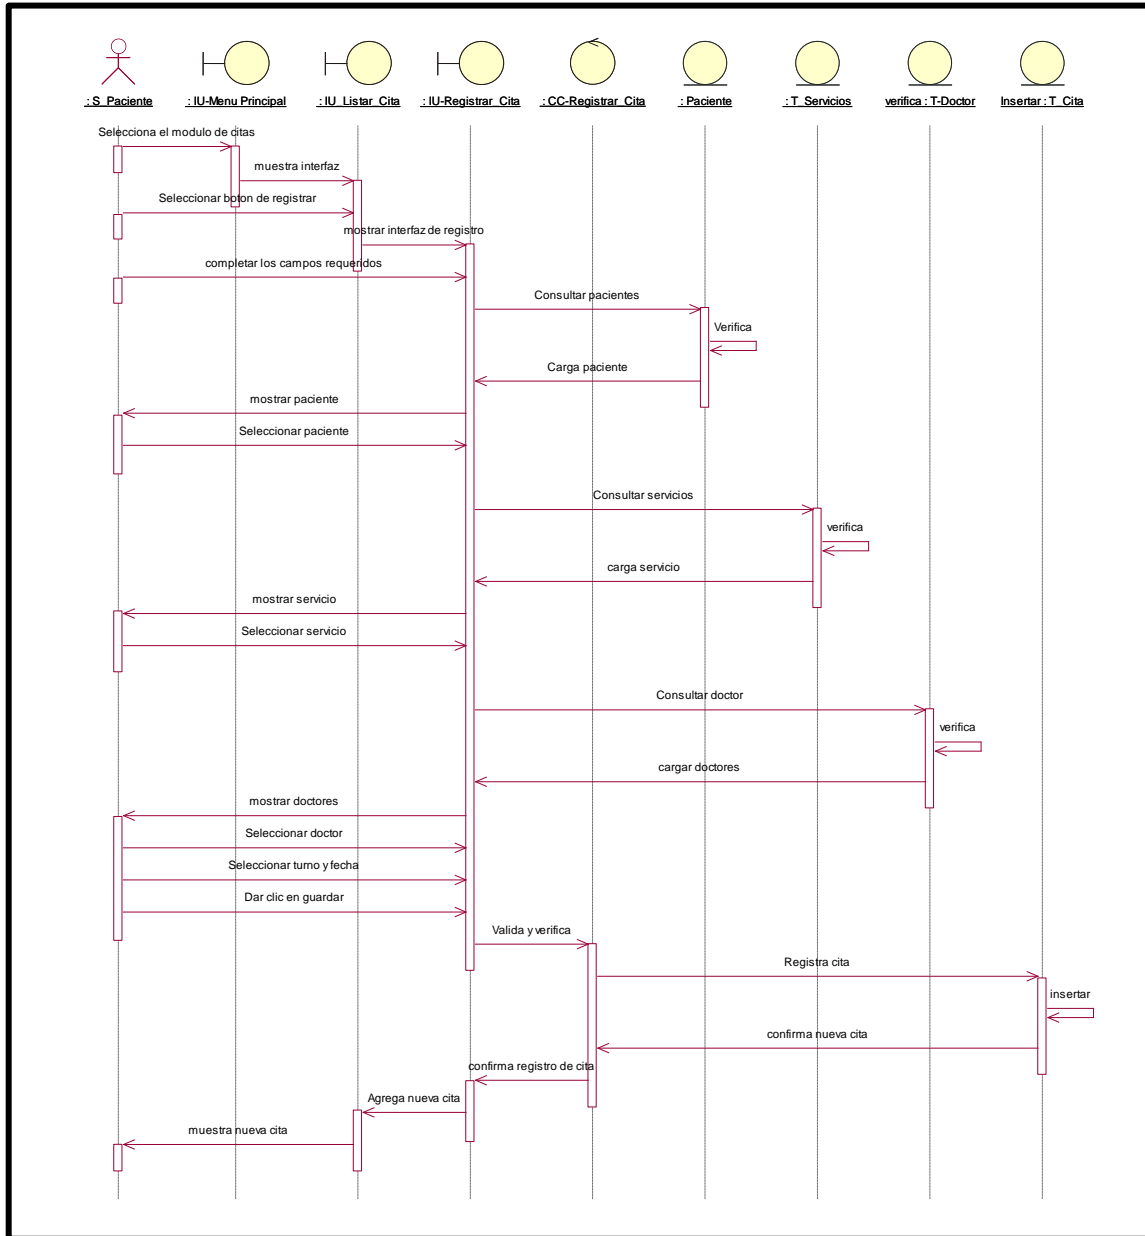 : S_Paciente
: IU-Menu Principal
: IU_Listar_Cita
: IU-Registrar_Cita
: CC-Registrar_Cita
: Paciente
: T_Servicios
verifica : T-Doctor
Insertar : T_Cita
Selecciona el modulo de citas
muestra interfaz
Seleccionar boton de registrar
mostrar interfaz de registro
completar los campos requeridos
Consultar pacientes
Verifica
Carga paciente
mostrar paciente
Seleccionar paciente
Consultar servicios
verifica
carga servicio
mostrar servicio
Seleccionar servicio
Consultar doctor
verifica
cargar doctores
mostrar doctores
Seleccionar doctor
Seleccionar turno y fecha
Dar clic en guardar
Valida y verifica
Registra cita
insertar
confirma nueva cita
confirma registro de cita
Agrega nueva cita
muestra nueva cita